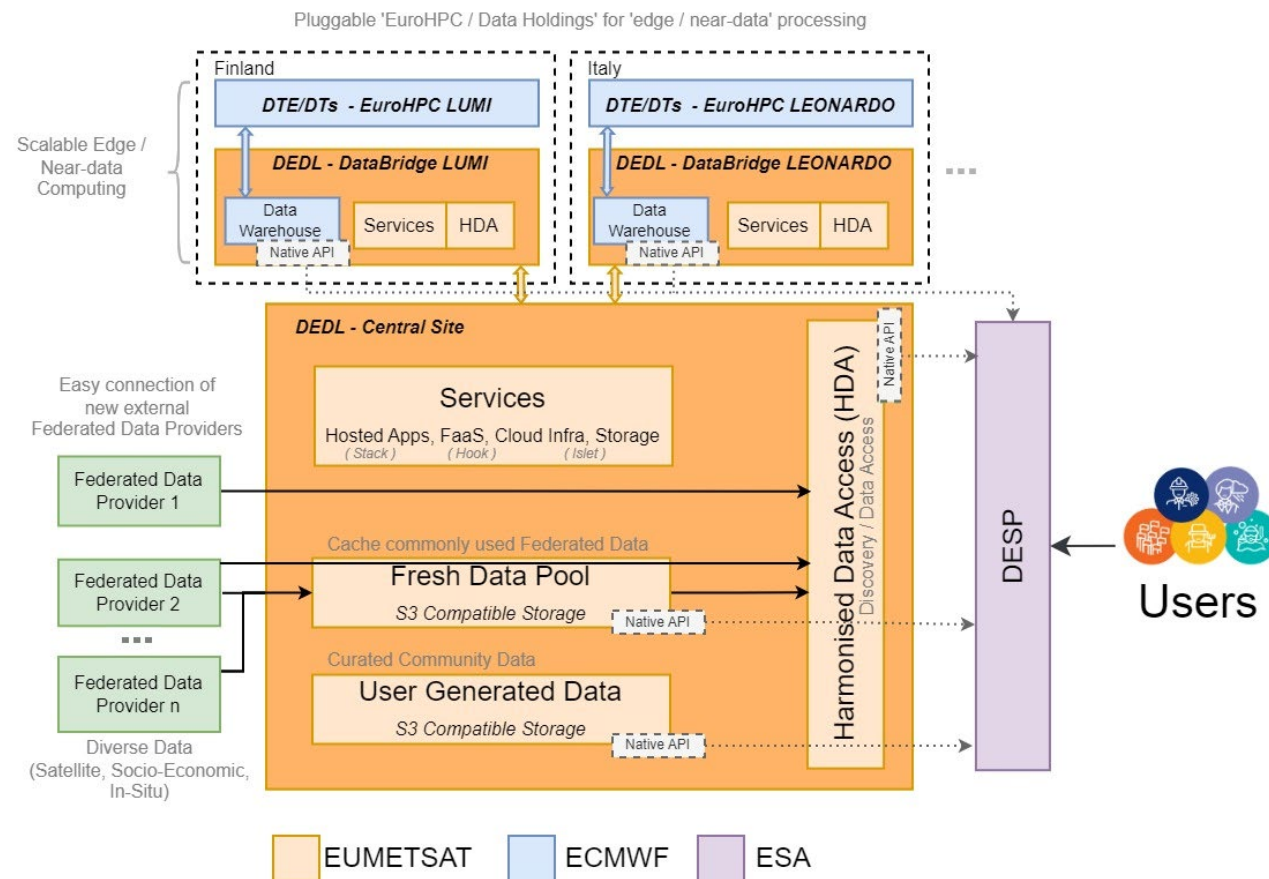 Pluggable 'EuroHPC / Data Holdings' for 'edge / near-data' processing
Finland
DTE/DTs - EuroHPC LUMI
DEDL - DataBridge LUMI
Data
Warehouse
Native API
Services
HDA
Italy
DTE/DTs - EuroHPC LEONARDO
DEDL - DataBridge LEONARDO
Data
Warehouse
Native API
Services
HDA
Scalable Edge /
Near-data
Computing
DEDL - Central Site
Services
Hosted Apps, FaaS, Cloud Infra, Storage
( Stack )
( Hook )
( Islet )
Easy connection of
new external
Federated Data Providers
Federated Data
Provider 1
Federated Data
Provider 2
Federated Data
Provider n
Diverse Data
(Satellite, Socio-Economic,
In-Situ)
Cache commonly used Federated Data
Fresh Data Pool
S3 Compatible Storage
Native API
Curated Community Data
User Generated Data
S3 Compatible Storage
Native API
Harmonised Data Access (HDA)
Discovery / Data Access
Native API
DESP
Users
EUMETSAT
ECMWF
ESA